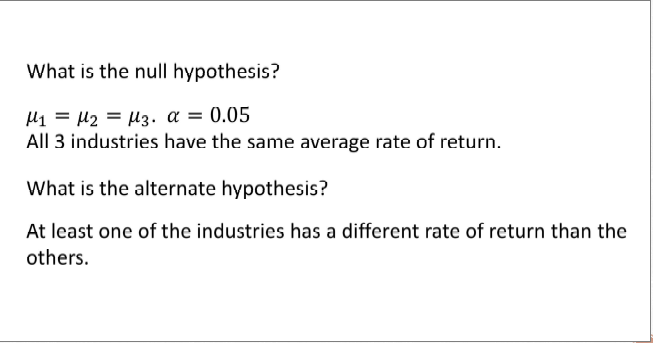 What is the null hypothesis?
𝜇₁ = 𝜇₂ = 𝜇₃. 𝛼 = 0.05
All 3 industries have the same average rate of return.
What is the alternate hypothesis?
At least one of the industries has a different rate of return than the
others.